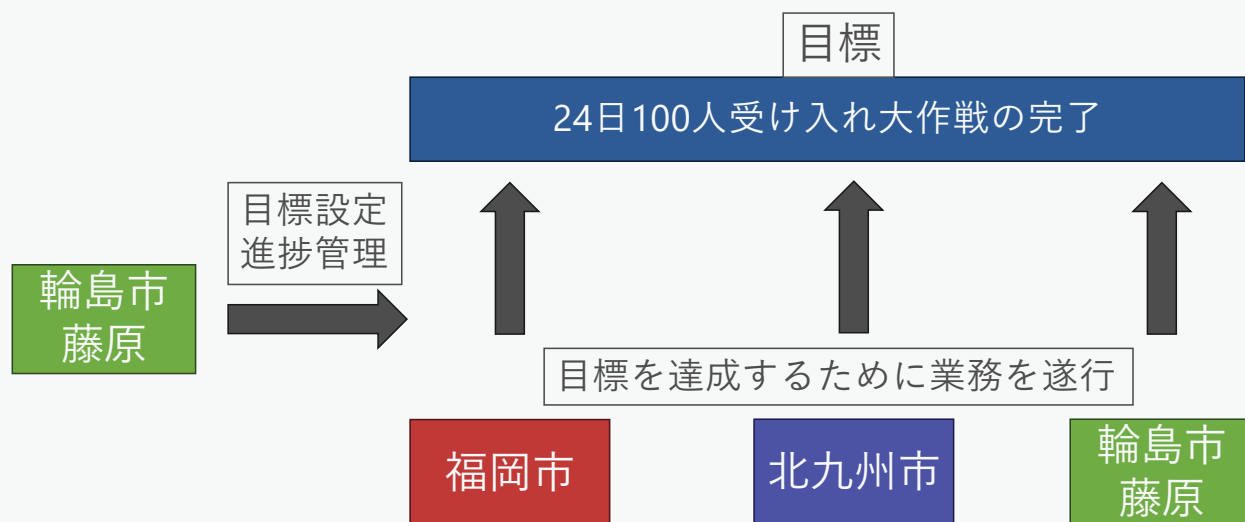 目標
24日100人受け入れ大作戦の完了
目標設定
進捗管理
輪島市
藤原
目標を達成するために業務を遂行
福岡市
北九州市
輪島市
藤原